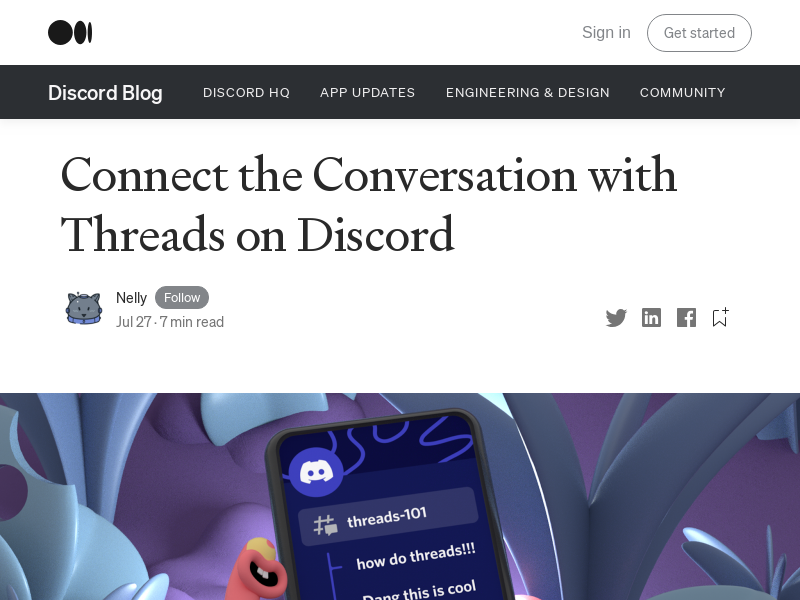 Sign in
Get started
Discord Blog
DISCORD HQ
APP UPDATES
ENGINEERING & DESIGN
COMMUNITY
Connect the Conversation with
Threads on Discord
Nelly
Follow
Jul 27 · 7 min read
threads-101
how do threads!!!
Dang this is cool